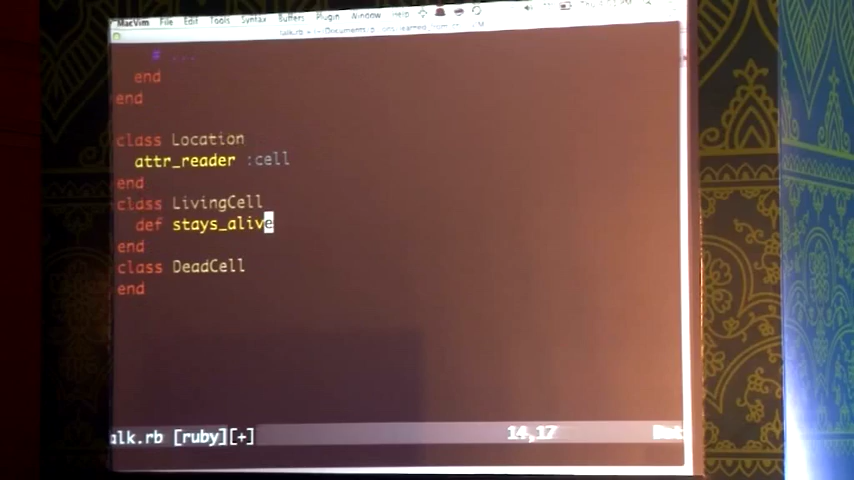 MacVim File Edit Tools Syntax Buffers Plugin Window Help
# ...
end
end
class Location
attr_reader :cell
end
class LivingCell
def stays_alive
end
class DeadCell
end
alk.rb [ruby][+] 14,17